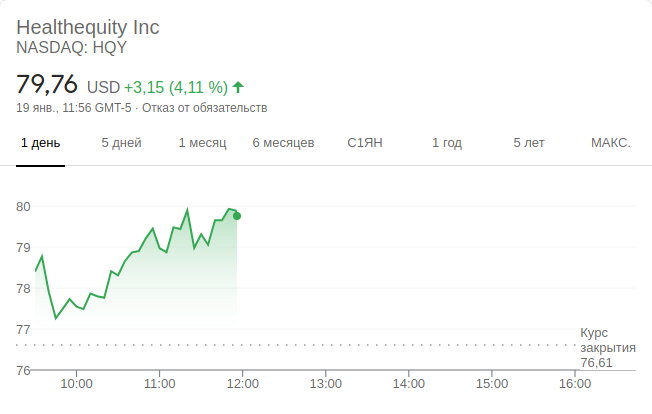 Healthequity Inc
NASDAQ: HQY
79,76 USD +3,15 (4,11 %)
19 янв., 11:56 GMT-5 · Отказ от обязательств
1 день 5 дней 1 месяц 6 месяцев С1ЯН 1 год 5 лет МАКС.
80
79
78
77
Курс
закрытия
76,61
76
10:00 11:00 12:00 13:00 14:00 15:00 16:00